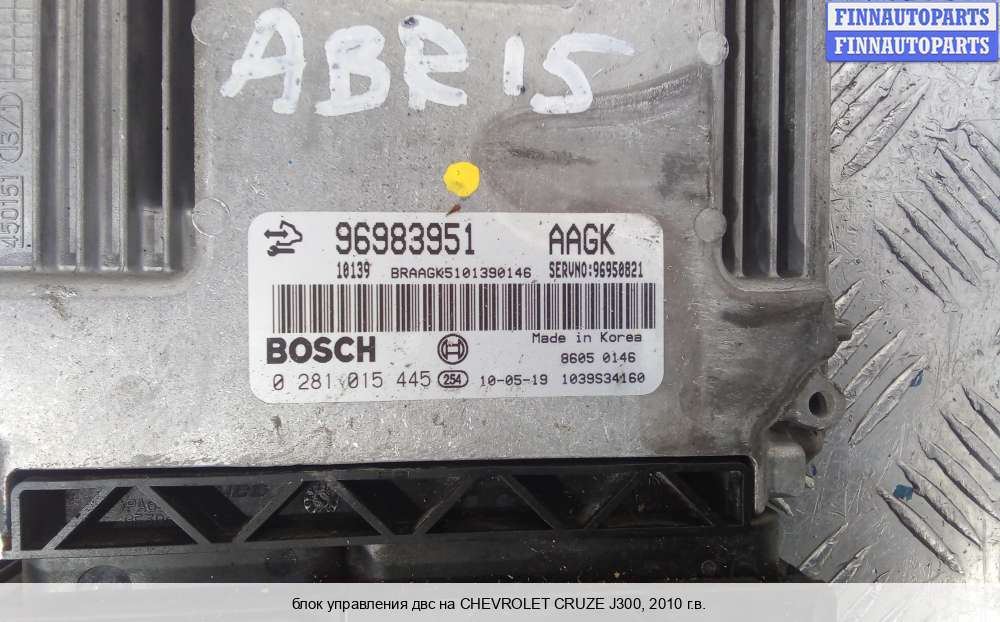 FINNAUTOPARTS
FINNAUTOPARTS
ABR15
450151
96983951 AAGK
10139 BRAAGK5101390146 SERVNO:96950821
BOSCH
Made in Korea
8605 0146
0 281 015 445 254 10-05-19 1039S34160
блок управления двс на CHEVROLET CRUZE J300, 2010 г.в.